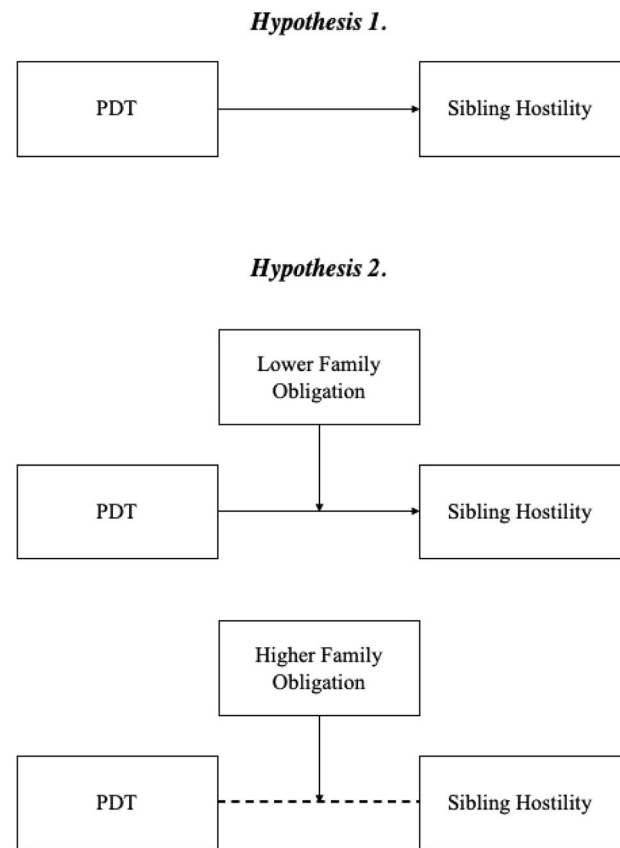 Hypothesis 1.
PDT
Sibling Hostility
Hypothesis 2.
Lower Family
Obligation
PDT
Sibling Hostility
Higher Family
Obligation
PDT
Sibling Hostility